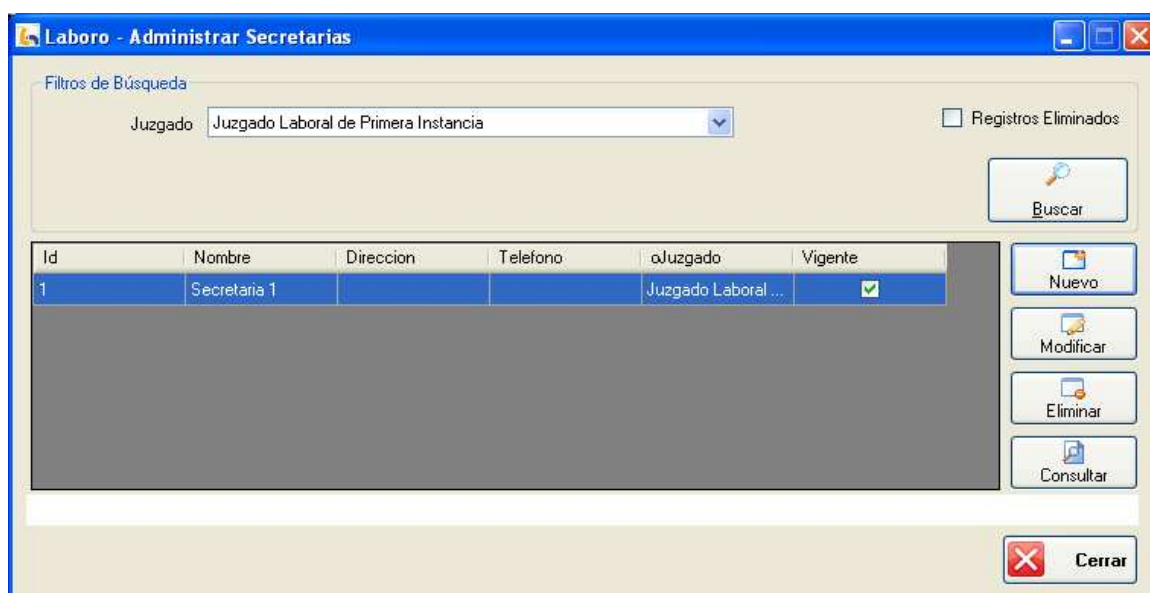 Laboro - Administrar Secretarias
Filtros de Búsqueda
Juzgado Juzgado Laboral de Primera Instancia Registros Eliminados
Buscar
Id Nombre Direccion Telefono oJuzgado Vigente
1 Secretaria 1 Juzgado Laboral ...
Nuevo
Modificar
Eliminar
Consultar
Cerrar